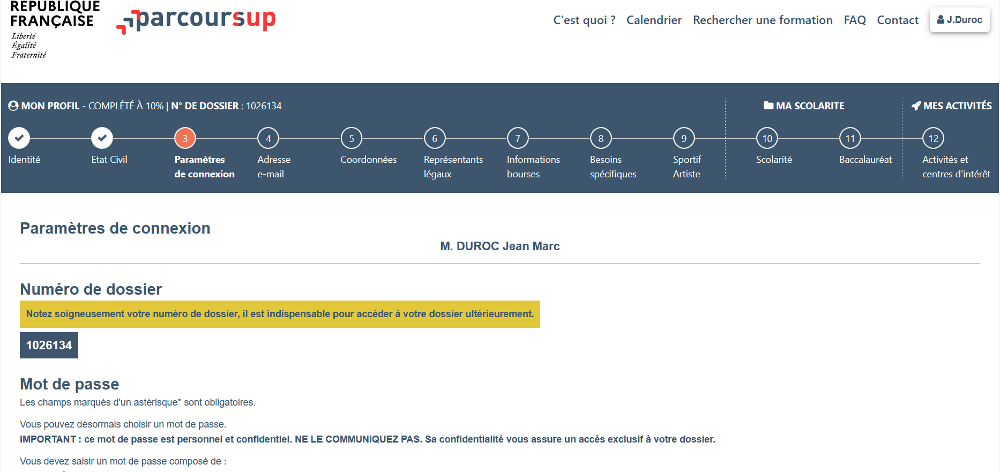 RÉPUBLIQUE
FRANÇAISE
Liberté
Égalité
Fraternité
parcoursup
C'est quoi ? Calendrier Rechercher une formation FAQ Contact J.Duroc
MON PROFIL - COMPLÉTÉ À 10% | N° DE DOSSIER : 1026134
MA SCOLARITE
MES ACTIVITÉS
3 4 5 6 7 8 9 10 11 12
Identité
Etat Civil
Paramètres
de connexion
Adresse
e-mail
Coordonnées
Représentants
légaux
Informations
bourses
Besoins
spécifiques
Sportif
Artiste
Scolarité
Baccalauréat
Activités et
centres d'intérêt
Paramètres de connexion
M. DUROC Jean Marc
Numéro de dossier
Notez soigneusement votre numéro de dossier, il est indispensable pour accéder à votre dossier ultérieurement.
1026134
Mot de passe
Les champs marqués d'un astérisque* sont obligatoires.
Vous pouvez désormais choisir un mot de passe.
IMPORTANT : ce mot de passe est personnel et confidentiel. NE LE COMMUNIQUEZ PAS. Sa confidentialité vous assure un accès exclusif à votre dossier.
Vous devez saisir un mot de passe composé de :